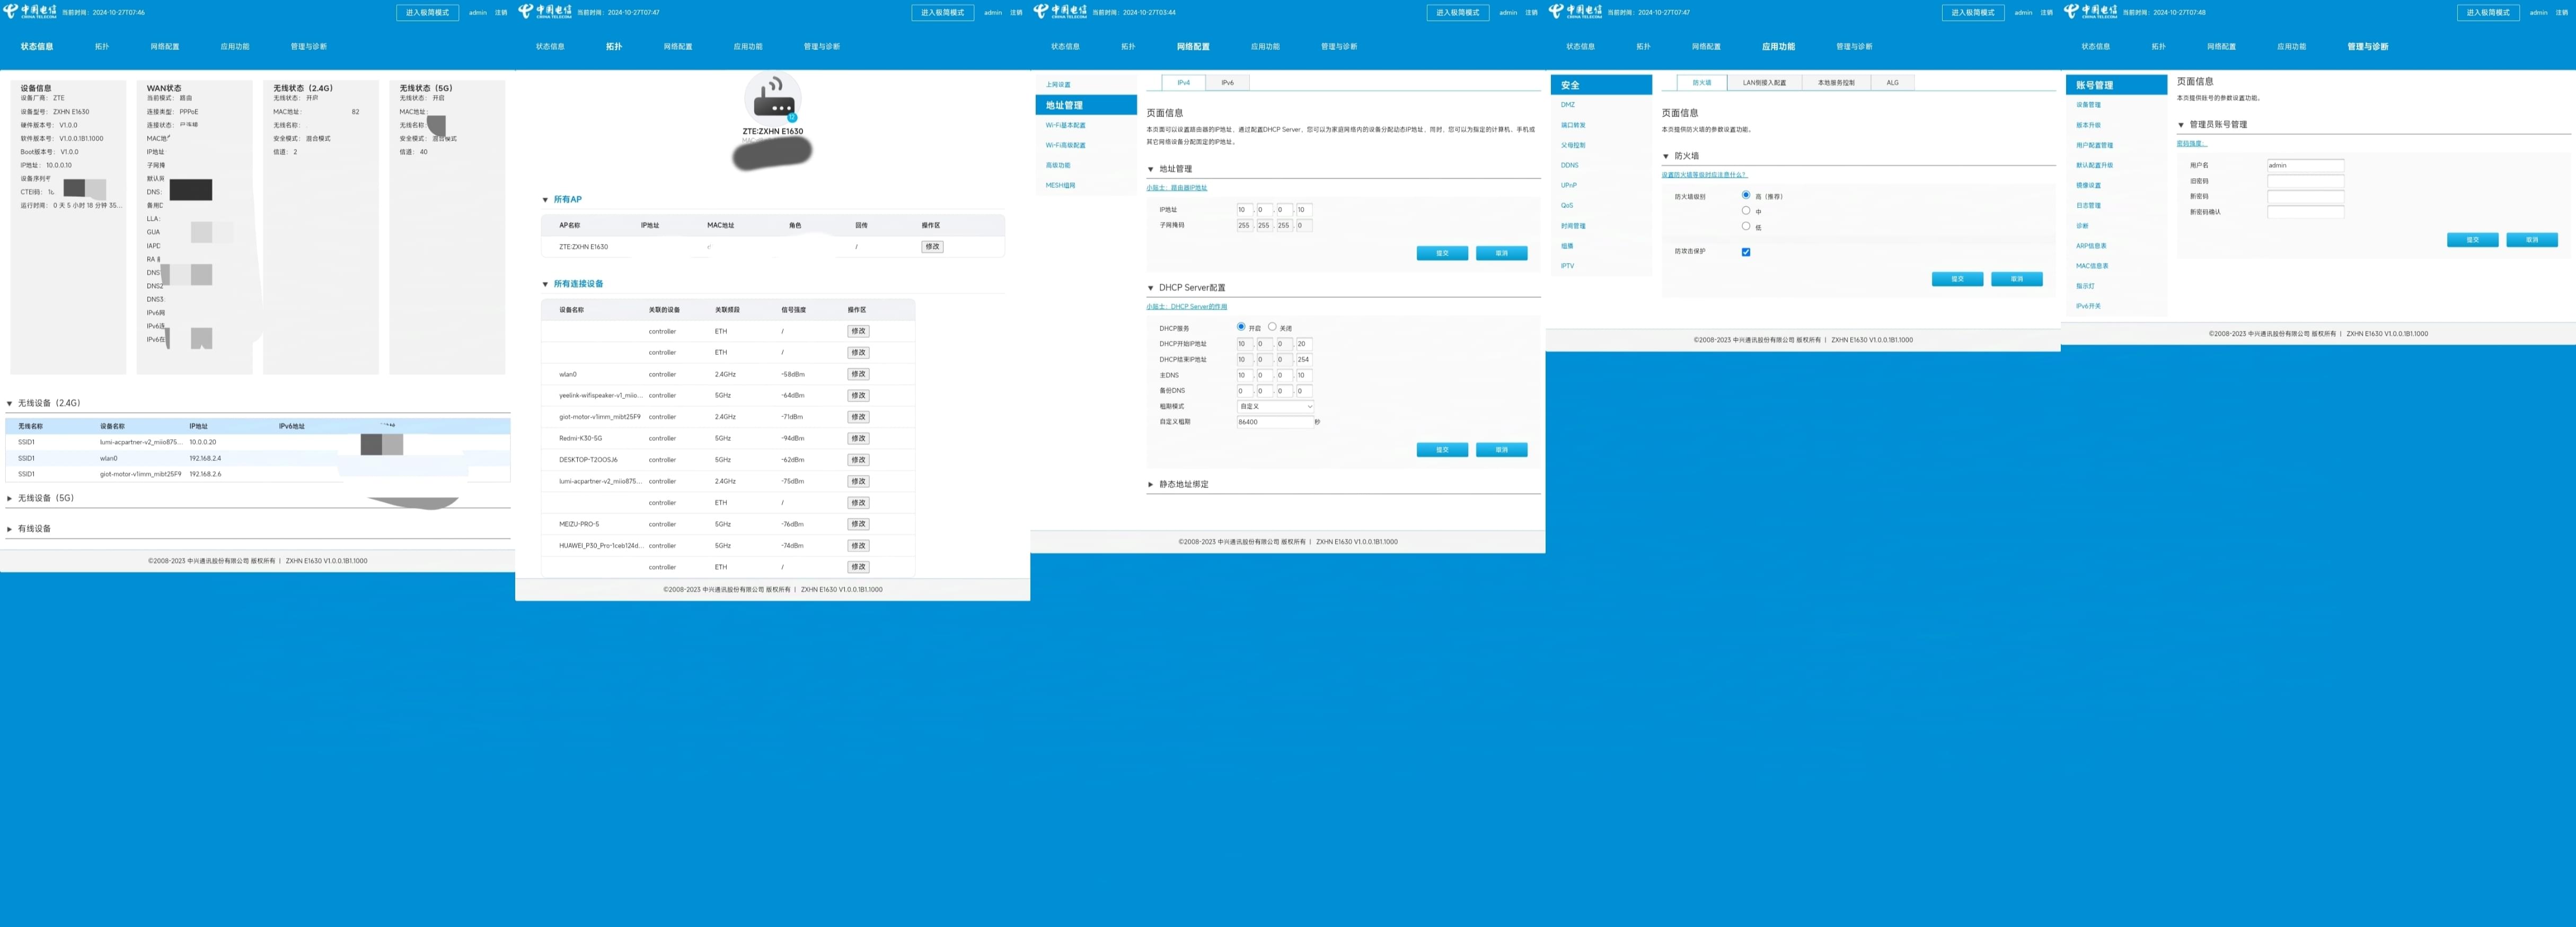 中国电信 CHINA TELECOM 当前时间：2024-10-27T07:46 进入极简模式 admin 注销
状态信息 拓扑 网络配置 应用功能 管理与诊断
设备信息
设备厂商：ZTE
设备型号：ZXHN E1630
硬件版本号：V1.0.0
软件版本号：V1.0.0.1B1.1000
Boot版本号：V1.0.0
IP地址：10.0.0.10
设备序列号
CTEI码：
运行时间：0 天 5 小时 18 分钟 35...
WAN状态
当前模式：路由
连接类型：PPPoE
连接状态：已连接
MAC地
IP地址
子网掩
默认网
DNS：
备用D
LLA：
GUA
IAPD
RA
DNS
DNS2
DNS3
IPv6网
IPv6连
IPv6在
无线状态（2.4G）
无线状态：开启
MAC地址： 82
无线名称：
安全模式：混合模式
信道：2
无线状态（5G）
无线状态：开启
MAC地址：
无线名称
安全模式：混合模式
信道：40
无线设备（2.4G）
无线名称 设备名称 IP地址 IPv6地址
SSID1 lumi-acpartner-v2_miio875... 10.0.0.20
SSID1 wlan0 192.168.2.4
SSID1 giot-motor-v1imm_mibt25F9 192.168.2.6
无线设备（5G）
有线设备
©2008-2023 中兴通讯股份有限公司 版权所有 | ZXHN E1630 V1.0.0.1B1.1000
中国电信 CHINA TELECOM 当前时间：2024-10-27T07:47 进入极简模式 admin 注销
状态信息 拓扑 网络配置 应用功能 管理与诊断
12
ZTE:ZXHN E1630
所有AP
AP名称 IP地址 MAC地址 角色 回传 操作区
ZTE:ZXHN E1630 / 修改
所有连接设备
设备名称 关联的设备 关联频段 信号强度 操作区
controller ETH / 修改
controller ETH / 修改
wlan0 controller 2.4GHz -58dBm 修改
yeelink-wifispeaker-v1_miio... controller 5GHz -64dBm 修改
giot-motor-v1imm_mibt25F9 controller 2.4GHz -71dBm 修改
Redmi-K30-5G controller 5GHz -94dBm 修改
DESKTOP-T2OOSJ6 controller 5GHz -62dBm 修改
lumi-acpartner-v2_miio875... controller 2.4GHz -75dBm 修改
controller ETH / 修改
MEIZU-PRO-5 controller 5GHz -76dBm 修改
HUAWEI_P30_Pro-1ceb124d... controller 5GHz -74dBm 修改
controller ETH / 修改
©2008-2023 中兴通讯股份有限公司 版权所有 | ZXHN E1630 V1.0.0.1B1.1000
中国电信 CHINA TELECOM 当前时间：2024-10-27T03:44 进入极简模式 admin 注销
状态信息 拓扑 网络配置 应用功能 管理与诊断
上网设置
地址管理
Wi-Fi基本配置
Wi-Fi高级配置
高级功能
MESH组网
IPv4 IPv6
页面信息
本页面可以设置路由器的IP地址，通过配置DHCP Server，您可以为家庭网络内的设备分配动态IP地址，同时，您可以为指定的计算机、手机或
其它网络设备分配固定的IP地址。
地址管理
小贴士：路由器IP地址
IP地址 10 . 0 . 0 . 10
子网掩码 255 . 255 . 255 . 0
提交 取消
DHCP Server配置
小贴士：DHCP Server的作用
DHCP服务 开启 关闭
DHCP开始IP地址 10 . 0 . 0 . 20
DHCP结束IP地址 10 . 0 . 0 . 254
主DNS 10 . 0 . 0 . 10
备份DNS 0 . 0 . 0 . 0
租期模式 自定义
自定义租期 86400 秒
提交 取消
静态地址绑定
©2008-2023 中兴通讯股份有限公司 版权所有 | ZXHN E1630 V1.0.0.1B1.1000
中国电信 CHINA TELECOM 当前时间：2024-10-27T07:47 进入极简模式 admin 注销
状态信息 拓扑 网络配置 应用功能 管理与诊断
安全
DMZ
端口转发
父母控制
DDNS
UPnP
QoS
时间管理
组播
IPTV
防火墙 LAN侧接入配置 本地服务控制 ALG
页面信息
本页提供防火墙的参数设置功能。
防火墙
设置防火墙等级时应注意什么？
防火墙级别 高（推荐）
中
低
防攻击保护
提交 取消
©2008-2023 中兴通讯股份有限公司 版权所有 | ZXHN E1630 V1.0.0.1B1.1000
中国电信 CHINA TELECOM 当前时间：2024-10-27T07:48 进入极简模式 admin 注销
状态信息 拓扑 网络配置 应用功能 管理与诊断
账号管理
设备管理
版本升级
用户配置管理
默认配置升级
镜像设置
日志管理
诊断
ARP信息表
MAC信息表
指示灯
IPv6开关
页面信息
本页提供账号的参数设置功能。
管理员账号管理
密码强度：
用户名 admin
旧密码
新密码
新密码确认
提交 取消
©2008-2023 中兴通讯股份有限公司 版权所有 | ZXHN E1630 V1.0.0.1B1.1000